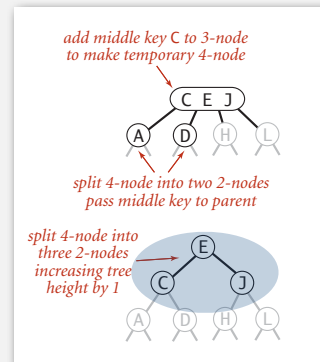 add middle key C to 3-node
to make temporary 4-node
C E J
A D H L
split 4-node into two 2-nodes
pass middle key to parent
split 4-node into
three 2-nodes
increasing tree
height by 1
E
C J
A D H L